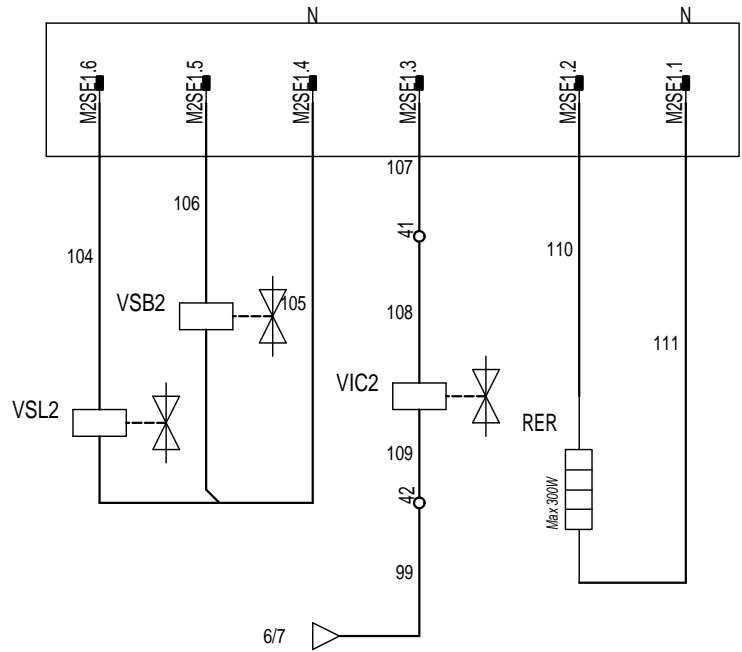 N
N
M2SE1.6
M2SE1.5
M2SE1.4
M2SE1.3
M2SE1.2
M2SE1.1
107
106
41
104
110
VSB2
105
108
111
VIC2
VSL2
RER
109
Max 300W
42
99
6/7